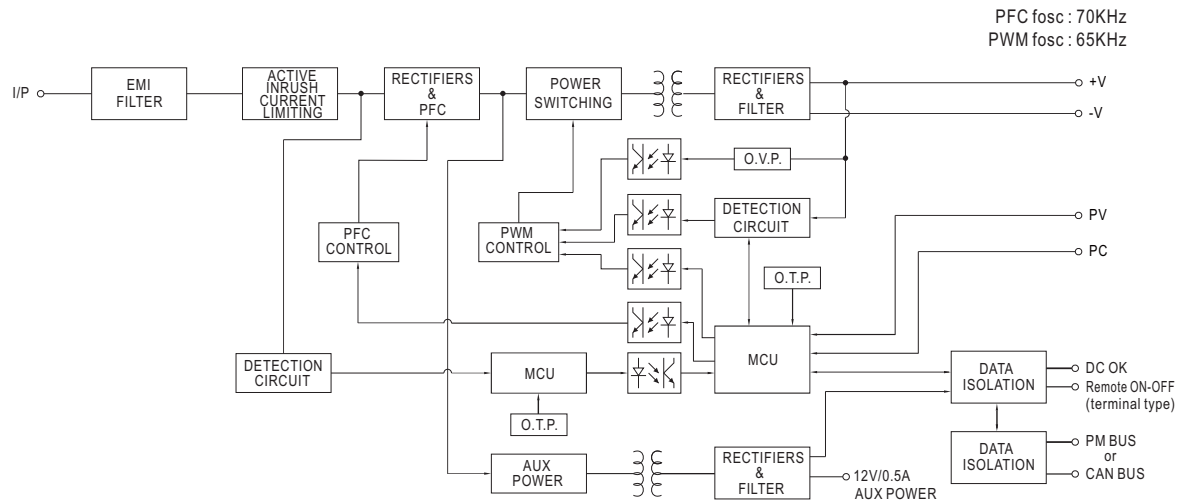 PFC fosc : 70KHz
PWM fosc : 65KHz
I/P
EMI
FILTER
ACTIVE
INRUSH
CURRENT
LIMITING
RECTIFIERS
&
PFC
POWER
SWITCHING
RECTIFIERS
&
FILTER
+V
-V
O.V.P.
DETECTION
CIRCUIT
PFC
CONTROL
PWM
CONTROL
PV
PC
O.T.P.
MCU
DETECTION
CIRCUIT
MCU
O.T.P.
DATA
ISOLATION
DC OK
Remote ON-OFF
(terminal type)
DATA
ISOLATION
PM BUS
or
CAN BUS
AUX
POWER
RECTIFIERS
&
FILTER
12V/0.5A
AUX POWER